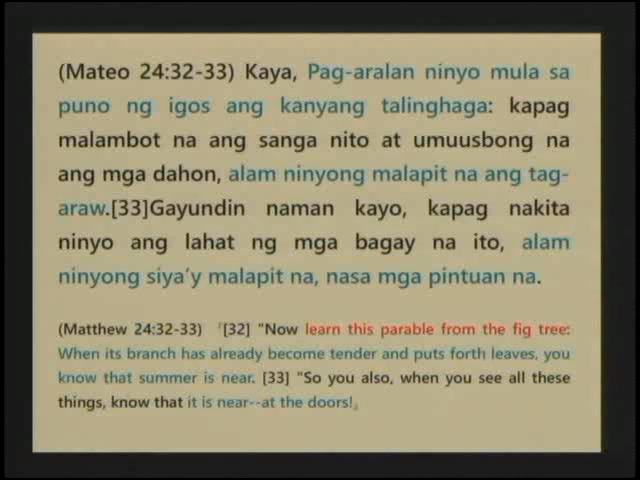 (Mateo 24:32-33) Kaya, Pag-aralan ninyo mula sa
puno ng igos ang kanyang talinghaga: kapag
malambot na ang sanga nito at umuusbong na
ang mga dahon, alam ninyong malapit na ang tag-
araw.[33]Gayundin naman kayo, kapag nakita
ninyo ang lahat ng mga bagay na ito, alam
ninyong siya'y malapit na, nasa mga pintuan na.
(Matthew 24:32-33) 「[32] "Now learn this parable from the fig tree:
When its branch has already become tender and puts forth leaves, you
know that summer is near. [33] "So you also, when you see all these
things, know that it is near--at the doors!」